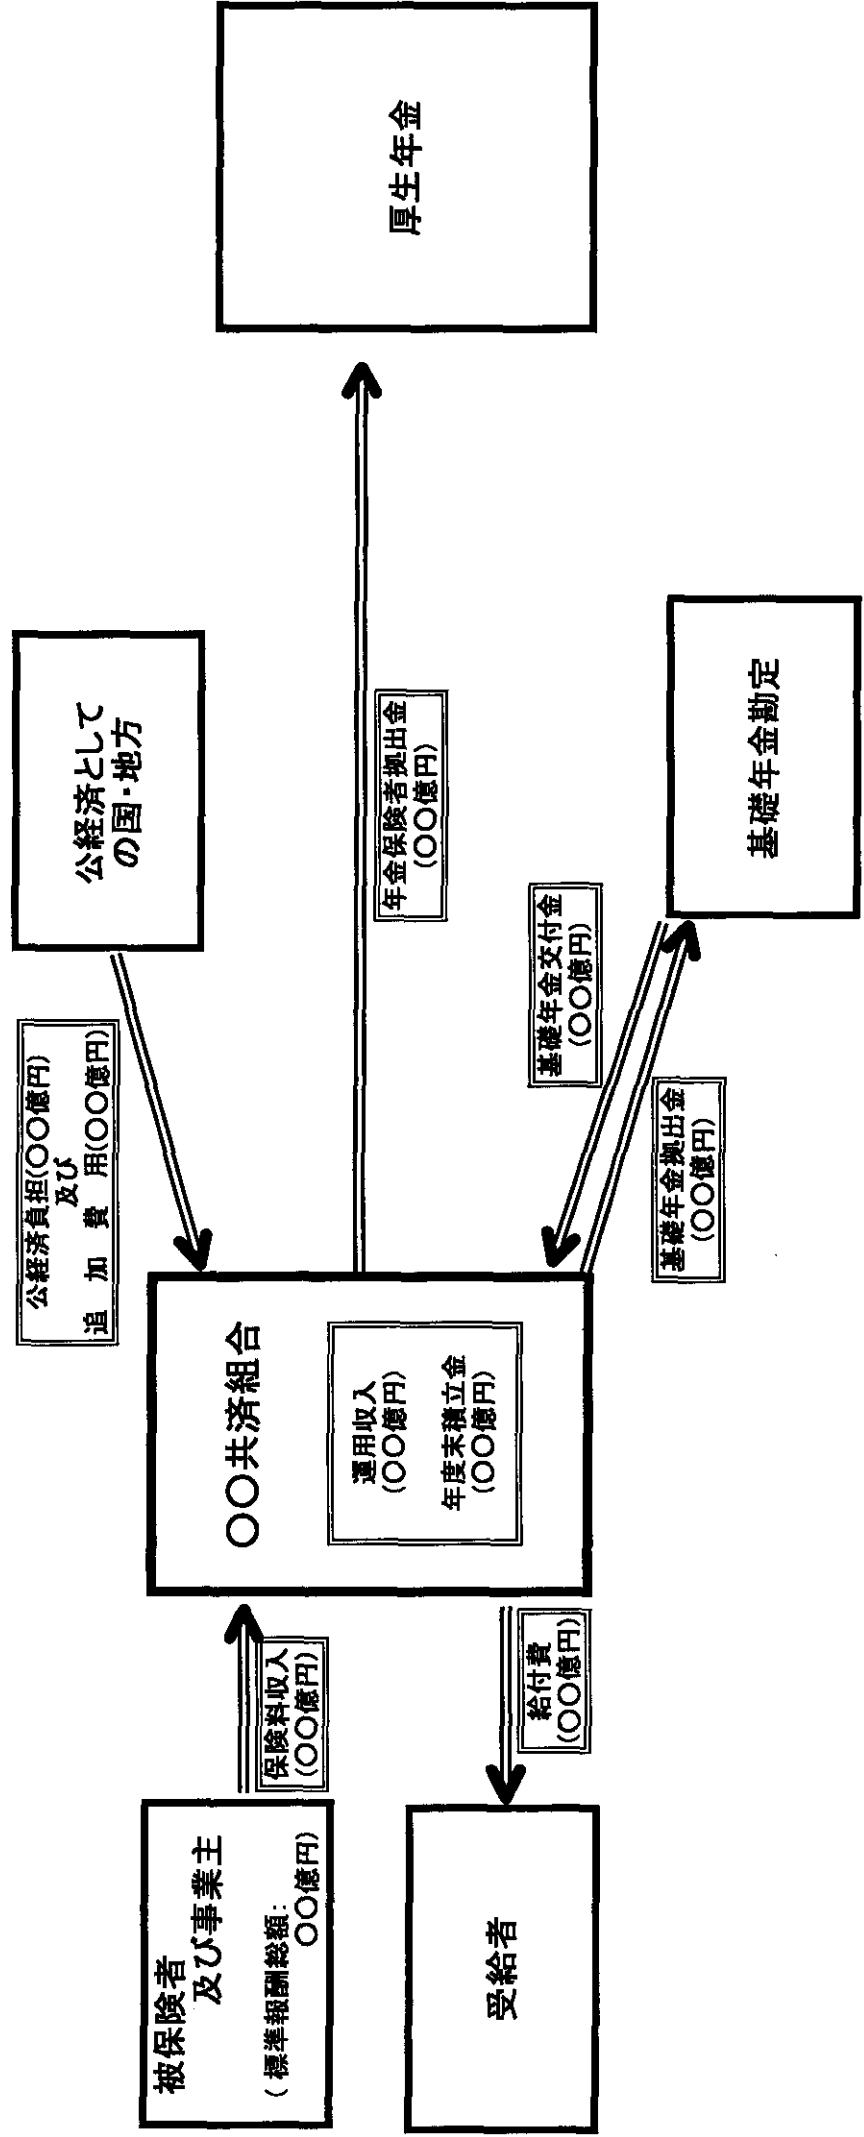 公経済負担(〇〇億円)
及び
追 加 費 用(〇〇億円)
公経済として
の国・地方
被保険者
及び事業主
(標準報酬総額:
〇〇億円)
保険料収入
(〇〇億円)
〇〇共済組合
運用収入
(〇〇億円)
年度末積立金
(〇〇億円)
年金保険者拠出金
(〇〇億円)
厚生年金
受給者
給付費
(〇〇億円)
基礎年金交付金
(〇〇億円)
基礎年金拠出金
(〇〇億円)
基礎年金勘定